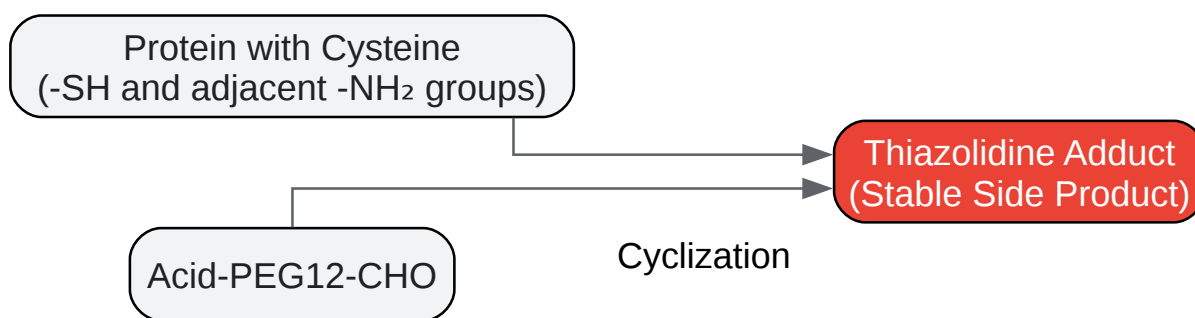 Protein with Cysteine
(-SH and adjacent -NH₂ groups)
Thiazolidine Adduct
(Stable Side Product)
Cyclization
Acid-PEG12-CHO